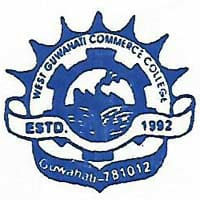 WEST GUWAHATI COMMERCE COLLEGE
ESTD. 1992
Guwahati-781012